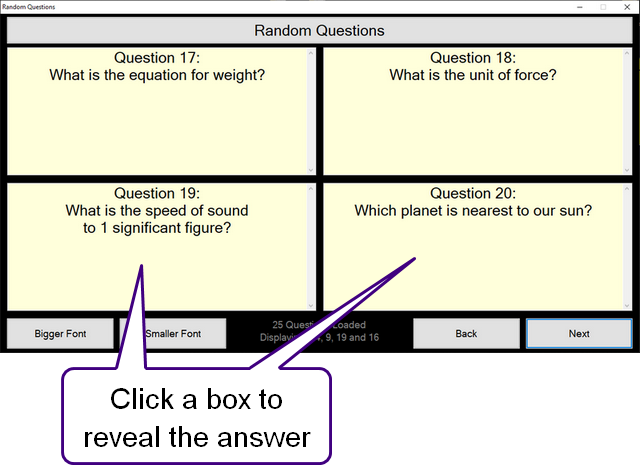 Random Questions
Random Questions
Question 17:
What is the equation for weight?
Question 18:
What is the unit of force?
Question 19:
What is the speed of sound
to 1 significant figure?
Question 20:
Which planet is nearest to our sun?
Bigger Font
Smaller Font
25 Loaded
9, 19 and 16
Back
Next
Click a box to
reveal the answer